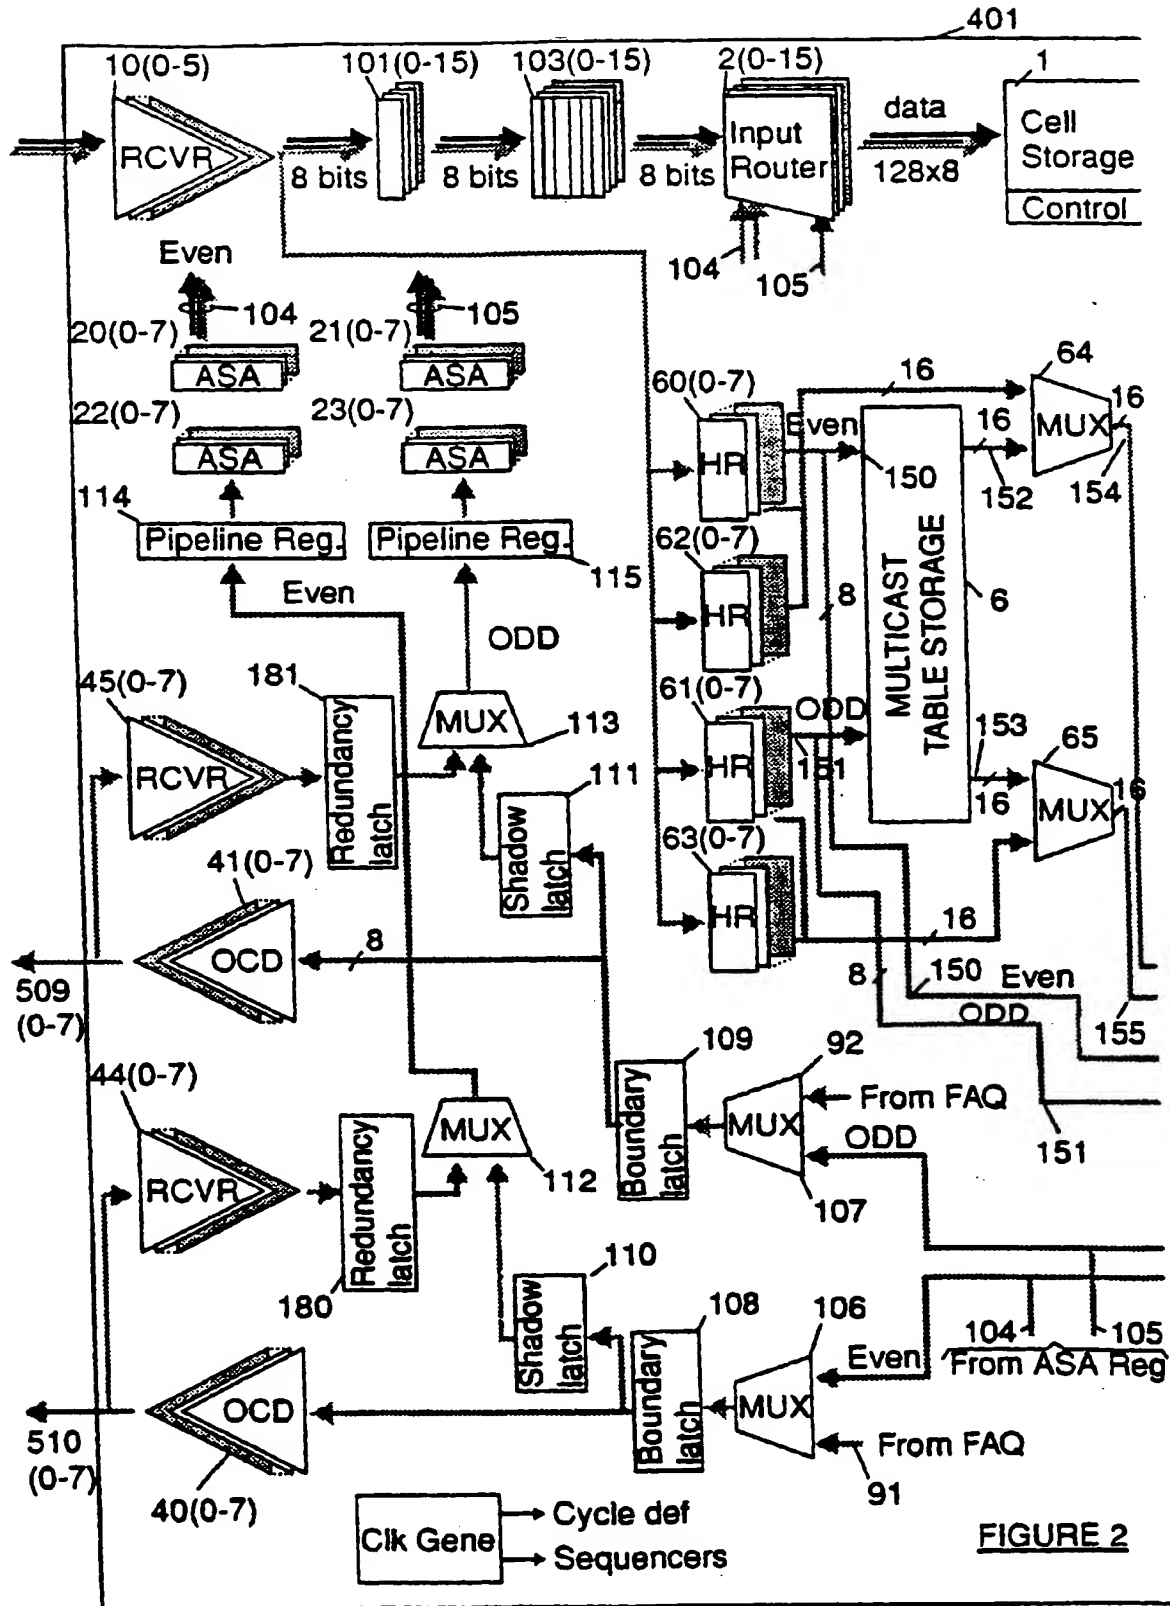 401
10(0-5)
101(0-15)
103(0-15)
2(0-15)
1
RCVR
8 bits
8 bits
8 bits
Input
Router
data
128x8
Cell
Storage
Control
104
105
Even
104
105
20(0-7)
21(0-7)
ASA
ASA
22(0-7)
23(0-7)
ASA
ASA
114
Pipeline Reg.
Pipeline Reg.
115
Even
ODD
60(0-7)
HR
Even
16
64
MUX
16
16
150
152
154
62(0-7)
HR
8
MULTICAST
TABLE STORAGE
6
61(0-7)
HR
ODD
151
153
16
65
MUX
16
63(0-7)
HR
16
8
150
Even
ODD
155
151
45(0-7)
181
RCVR
Redundancy
latch
MUX
113
111
Shadow
latch
41(0-7)
OCD
8
509
(0-7)
44(0-7)
RCVR
Redundancy
latch
180
MUX
112
109
Boundary
latch
92
MUX
From FAQ
ODD
107
110
Shadow
latch
108
Boundary
latch
106
MUX
Even
104
105
From ASA Reg
From FAQ
91
OCD
510
(0-7)
40(0-7)
Clk Gene
Cycle def
Sequencers
FIGURE 2